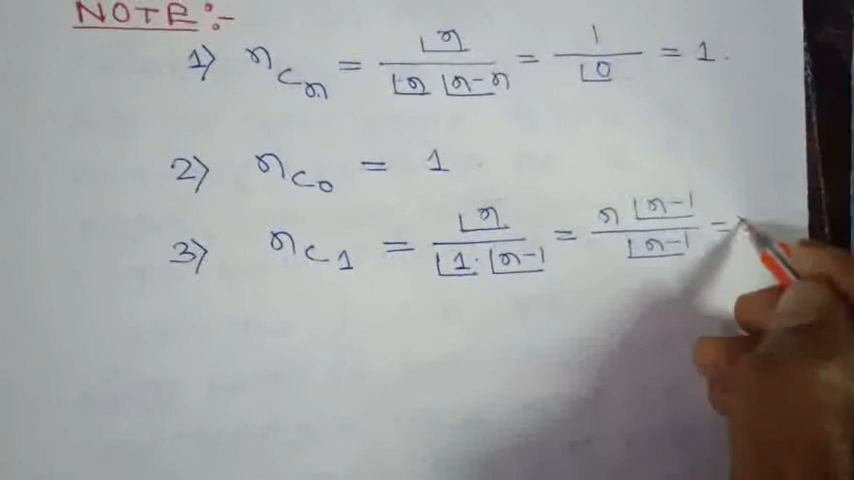 NOTE:-
1) nCn = ⌊n / ⌊n ⌊n-n = 1 / ⌊0 = 1.
2) nC0 = 1
3) nC1 = ⌊n / ⌊1 . ⌊n-1 = n ⌊n-1 / ⌊n-1 =